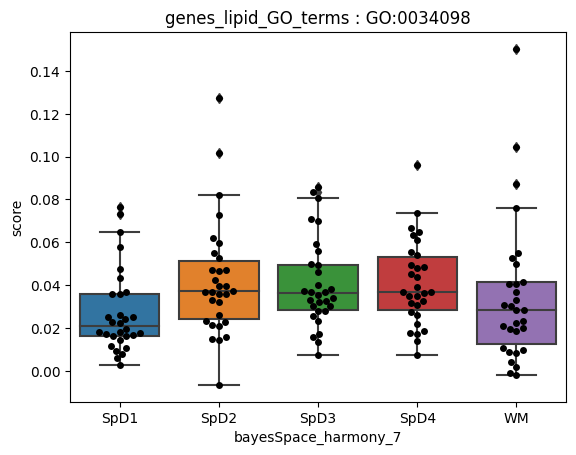 genes_lipid_GO_terms : GO:0034098
0.14
0.12
0.10
0.08
0.06
0.04
0.02
0.00
score
SpD1 SpD2 SpD3 SpD4 WM
bayesSpace_harmony_7